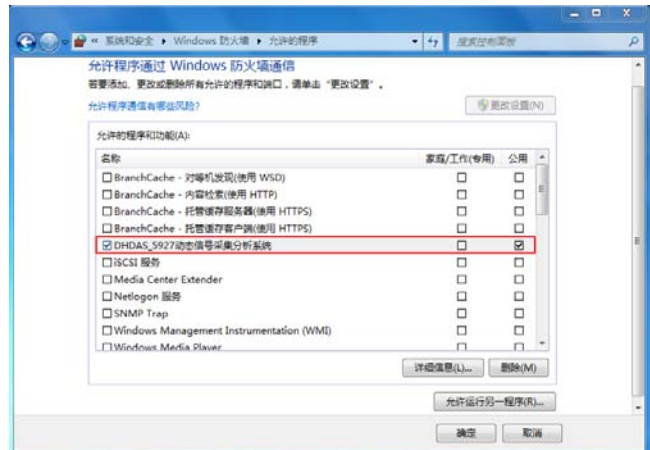 « 系统和安全 ▸ Windows 防火墙 ▸ 允许的程序
搜索控制面板
允许程序通过 Windows 防火墙通信
若要添加、更改或删除所有允许的程序和端口，请单击“更改设置”。
允许程序通信有哪些风险?
更改设置(N)
允许的程序和功能(A):
名称 家庭/工作(专用) 公用
BranchCache - 对等机发现(使用 WSD)
BranchCache - 内容检索(使用 HTTP)
BranchCache - 托管缓存服务器(使用 HTTPS)
BranchCache - 托管缓存客户端(使用 HTTPS)
DHDAS_5927动态信号采集分析系统
iSCSI 服务
Media Center Extender
Netlogon 服务
SNMP Trap
Windows Management Instrumentation (WMI)
Windows Media Player
详细信息(L)... 删除(M)
允许运行另一程序(R)...
确定 取消